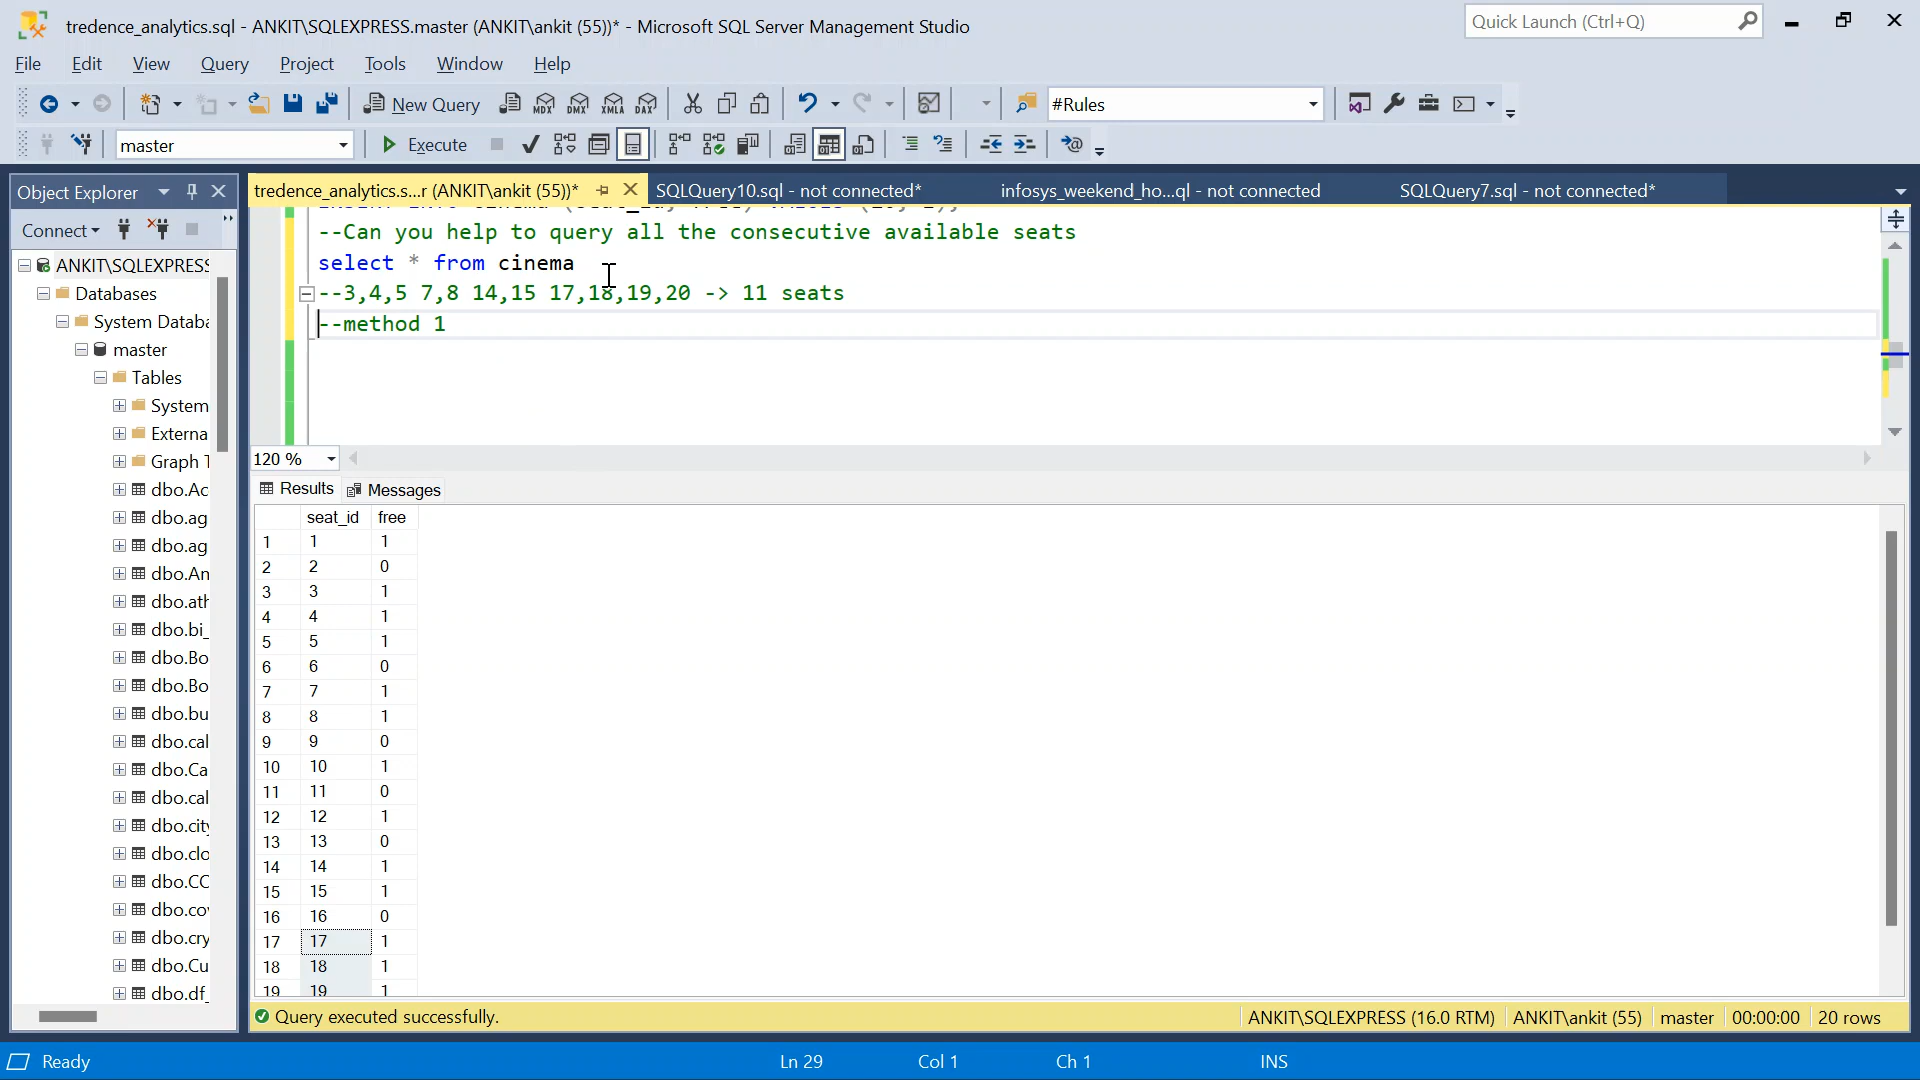 tredence_analytics.sql - ANKIT\SQLEXPRESS.master (ANKIT\ankit (55))* - Microsoft SQL Server Management Studio
Quick Launch (Ctrl+Q)
File Edit View Query Project Tools Window Help
New Query MDX DMX XMLA DAX #Rules
master Execute
Object Explorer
tredence_analytics.s...r (ANKIT\ankit (55))* SQLQuery10.sql - not connected* infosys_weekend_ho...ql - not connected SQLQuery7.sql - not connected*
Connect
--Can you help to query all the consecutive available seats
select * from cinema
--3,4,5 7,8 14,15 17,18,19,20 -> 11 seats
--method 1
ANKIT\SQLEXPRESS
Databases
System Databa
master
Tables
System
Externa
Graph T
dbo.Ac
dbo.ag
dbo.ag
dbo.An
dbo.ath
dbo.bi_
dbo.Bo
dbo.Bo
dbo.bu
dbo.cal
dbo.Ca
dbo.cal
dbo.city
dbo.clo
dbo.CC
dbo.co
dbo.cry
dbo.Cu
dbo.df_
120 %
Results Messages
seat_id free
1 1 1
2 2 0
3 3 1
4 4 1
5 5 1
6 6 0
7 7 1
8 8 1
9 9 0
10 10 1
11 11 0
12 12 1
13 13 0
14 14 1
15 15 1
16 16 0
17 17 1
18 18 1
19 19 1
Query executed successfully.
ANKIT\SQLEXPRESS (16.0 RTM) ANKIT\ankit (55) master 00:00:00 20 rows
Ready Ln 29 Col 1 Ch 1 INS